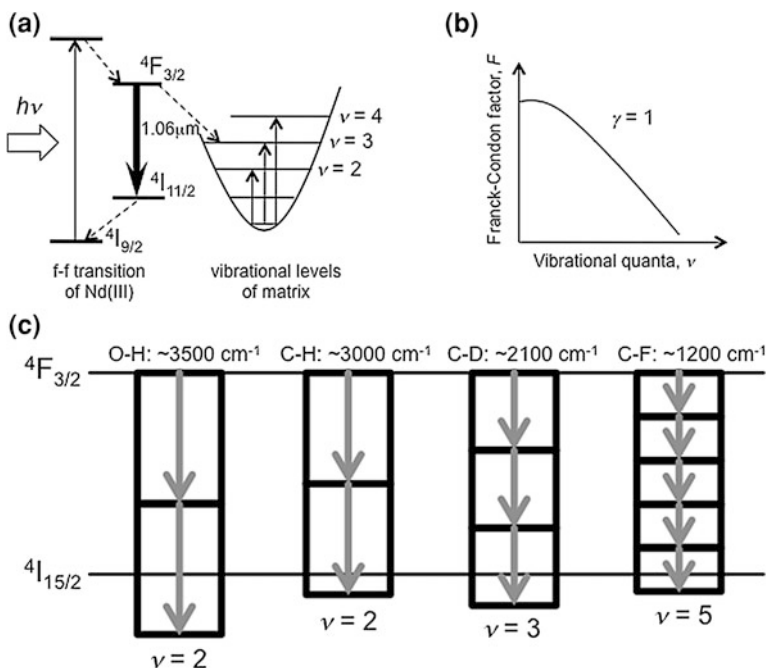 (a)
hν
⁴F₃/₂
1.06μm
⁴I₁₁/₂
⁴I₉/₂
f-f transition
of Nd(III)
ν = 4
ν = 3
ν = 2
vibrational levels
of matrix
(b)
Franck-Condon factor, F
γ = 1
Vibrational quanta, ν
(c)
O-H: ~3500 cm⁻¹ C-H: ~3000 cm⁻¹ C-D: ~2100 cm⁻¹ C-F: ~1200 cm⁻¹
⁴F₃/₂
⁴I₁₅/₂
ν = 2
ν = 2
ν = 3
ν = 5